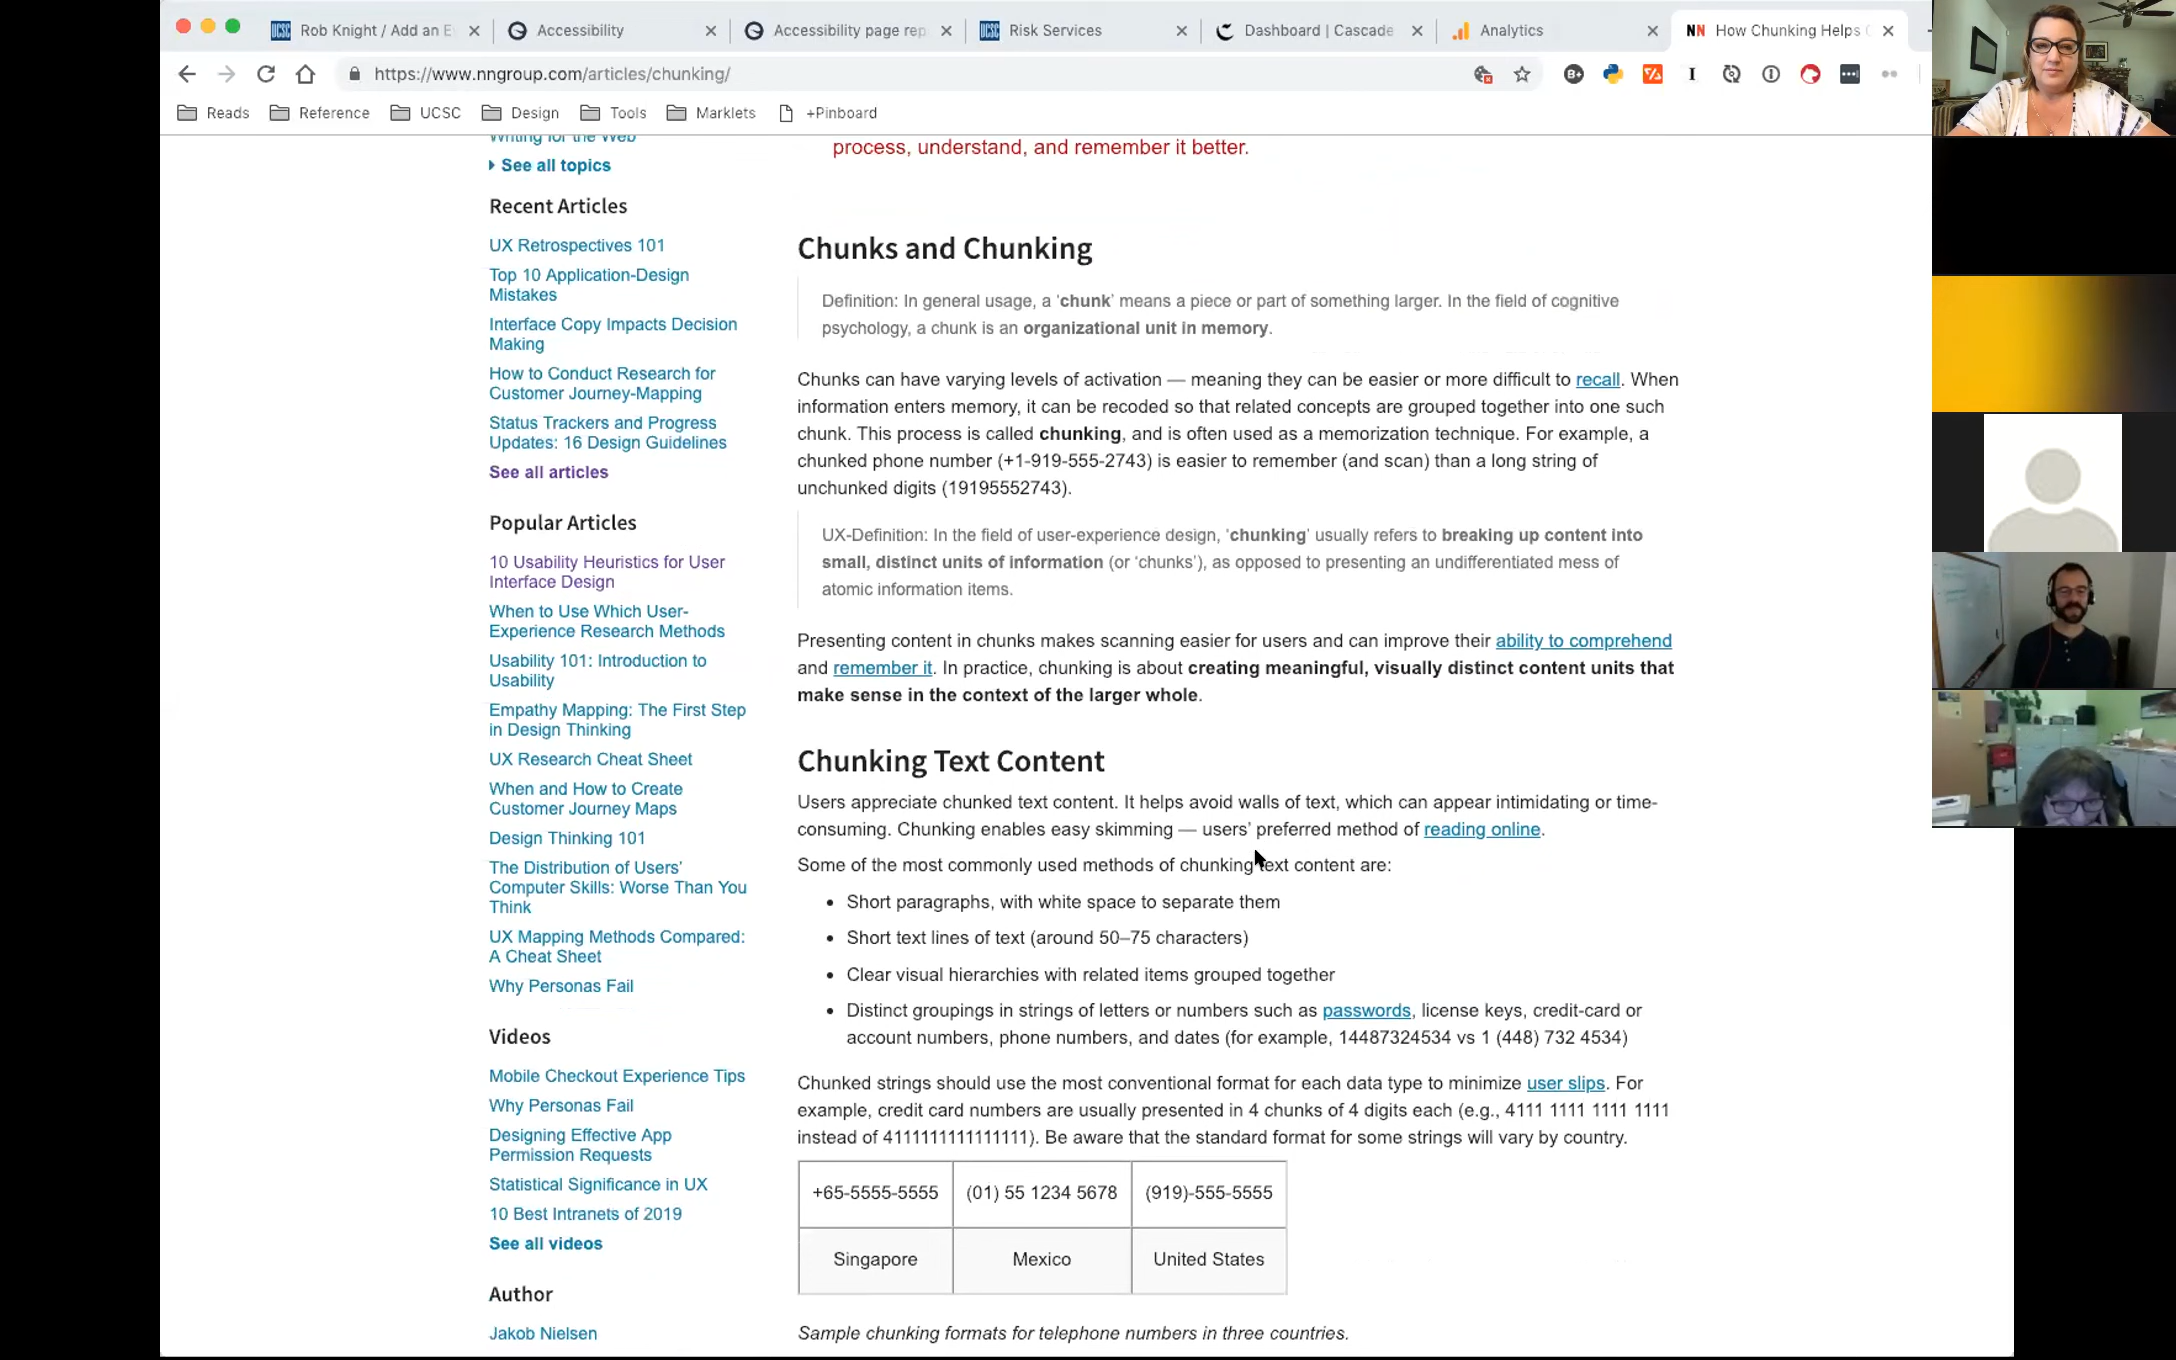 Rob Knight / Add an E
Accessibility
Accessibility page rep
Risk Services
Dashboard | Cascade
Analytics
NN How Chunking Helps
https://www.nngroup.com/articles/chunking/
Reads
Reference
UCSC
Design
Tools
Marklets
+Pinboard
Writing for the Web
See all topics
Recent Articles
UX Retrospectives 101
Top 10 Application-Design
Mistakes
Interface Copy Impacts Decision
Making
How to Conduct Research for
Customer Journey-Mapping
Status Trackers and Progress
Updates: 16 Design Guidelines
See all articles
Popular Articles
10 Usability Heuristics for User
Interface Design
When to Use Which User-
Experience Research Methods
Usability 101: Introduction to
Usability
Empathy Mapping: The First Step
in Design Thinking
UX Research Cheat Sheet
When and How to Create
Customer Journey Maps
Design Thinking 101
The Distribution of Users’
Computer Skills: Worse Than You
Think
UX Mapping Methods Compared:
A Cheat Sheet
Why Personas Fail
Videos
Mobile Checkout Experience Tips
Why Personas Fail
Designing Effective App
Permission Requests
Statistical Significance in UX
10 Best Intranets of 2019
See all videos
Author
Jakob Nielsen
process, understand, and remember it better.
Chunks and Chunking
Definition: In general usage, a ‘chunk’ means a piece or part of something larger. In the field of cognitive
psychology, a chunk is an organizational unit in memory.
Chunks can have varying levels of activation — meaning they can be easier or more difficult to recall. When
information enters memory, it can be recoded so that related concepts are grouped together into one such
chunk. This process is called chunking, and is often used as a memorization technique. For example, a
chunked phone number (+1-919-555-2743) is easier to remember (and scan) than a long string of
unchunked digits (19195552743).
UX-Definition: In the field of user-experience design, ‘chunking’ usually refers to breaking up content into
small, distinct units of information (or ‘chunks’), as opposed to presenting an undifferentiated mess of
atomic information items.
Presenting content in chunks makes scanning easier for users and can improve their ability to comprehend
and remember it. In practice, chunking is about creating meaningful, visually distinct content units that
make sense in the context of the larger whole.
Chunking Text Content
Users appreciate chunked text content. It helps avoid walls of text, which can appear intimidating or time-
consuming. Chunking enables easy skimming — users’ preferred method of reading online.
Some of the most commonly used methods of chunking text content are:
• Short paragraphs, with white space to separate them
• Short text lines of text (around 50–75 characters)
• Clear visual hierarchies with related items grouped together
• Distinct groupings in strings of letters or numbers such as passwords, license keys, credit-card or
account numbers, phone numbers, and dates (for example, 14487324534 vs 1 (448) 732 4534)
Chunked strings should use the most conventional format for each data type to minimize user slips. For
example, credit card numbers are usually presented in 4 chunks of 4 digits each (e.g., 4111 1111 1111 1111
instead of 4111111111111111). Be aware that the standard format for some strings will vary by country.
+65-5555-5555 (01) 55 1234 5678 (919)-555-5555
Singapore Mexico United States
Sample chunking formats for telephone numbers in three countries.